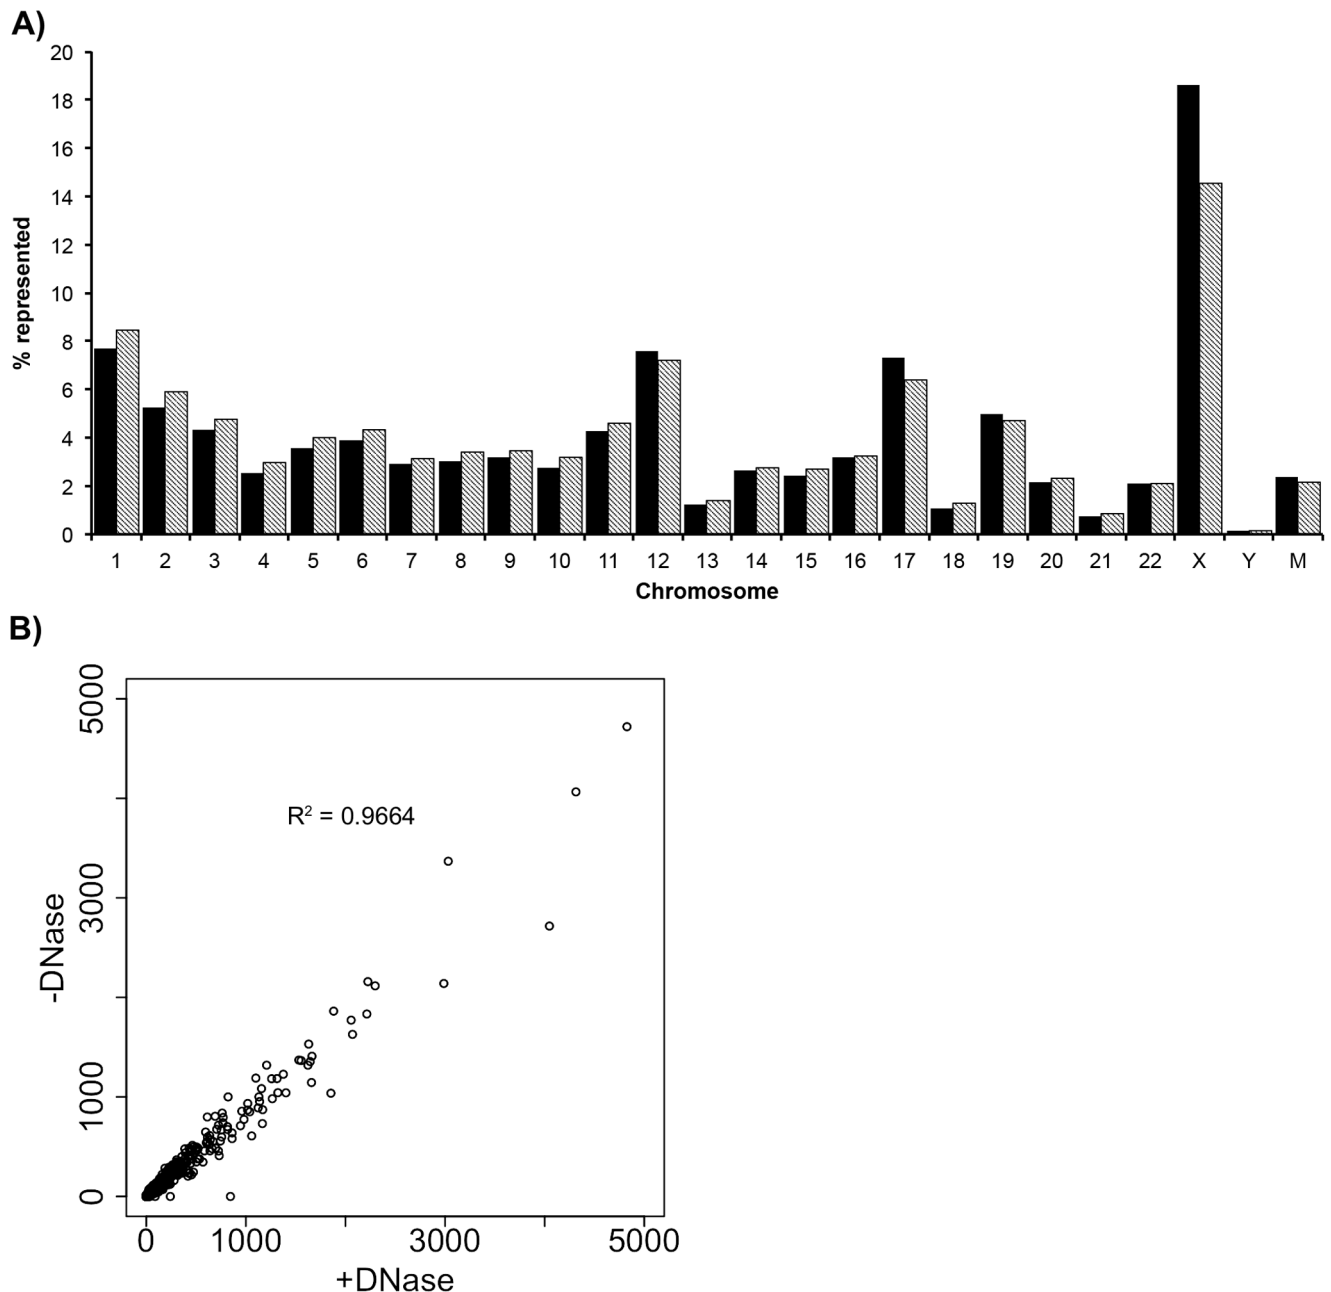 A)
20
18
16
14
12
10
8
6
4
2
0
% represented
1 2 3 4 5 6 7 8 9 10 11 12 13 14 15 16 17 18 19 20 21 22 X Y M
Chromosome
B)
5000
3000
1000
0
-DNase
R² = 0.9664
0 1000 3000 5000
+DNase